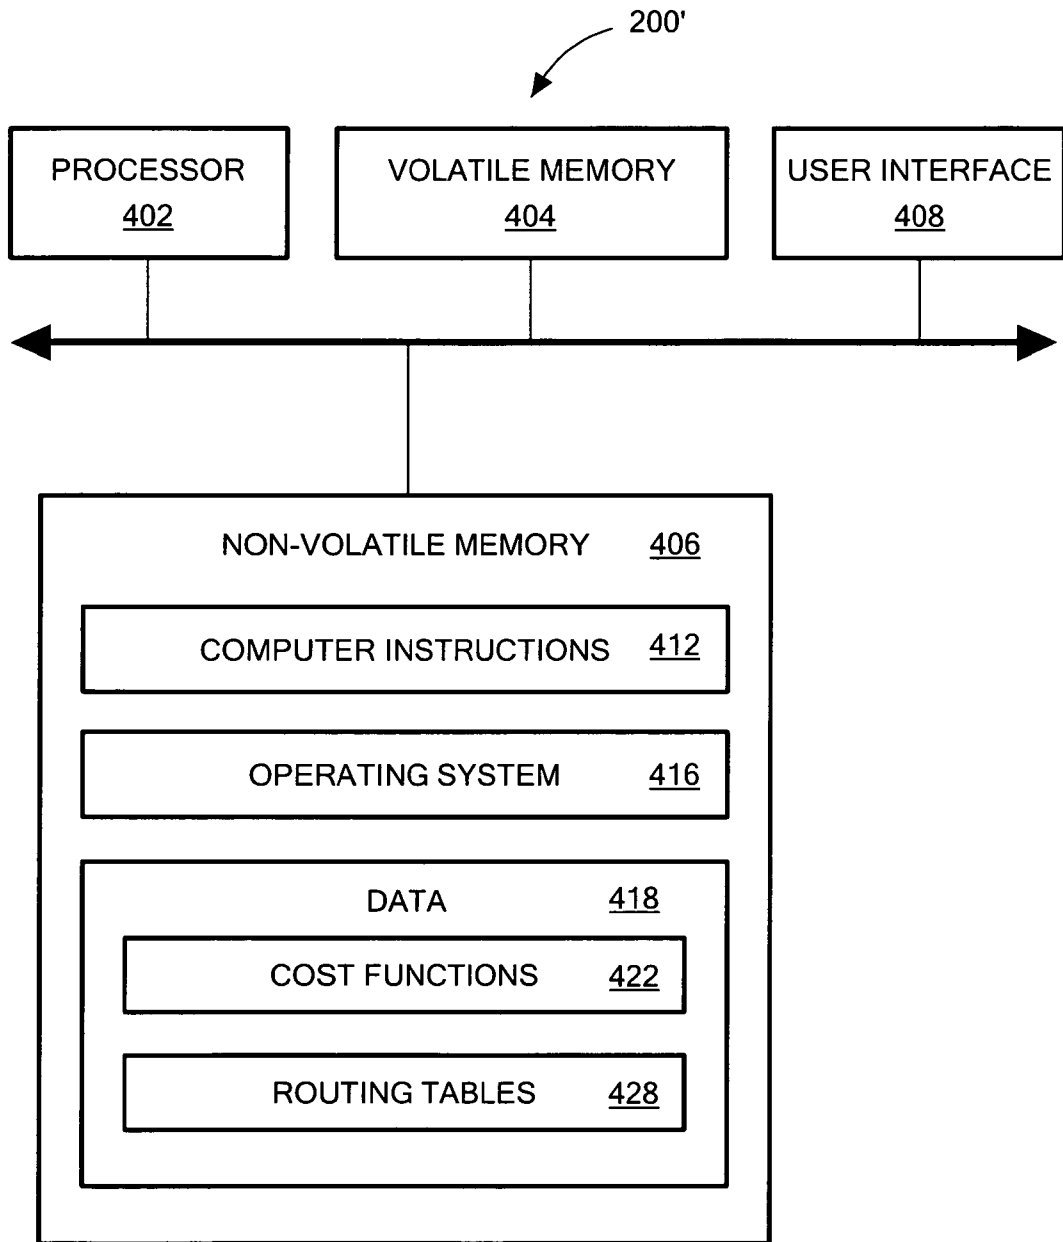 200'
PROCESSOR
402
VOLATILE MEMORY
404
USER INTERFACE
408
NON-VOLATILE MEMORY 406
COMPUTER INSTRUCTIONS 412
OPERATING SYSTEM 416
DATA 418
COST FUNCTIONS 422
ROUTING TABLES 428